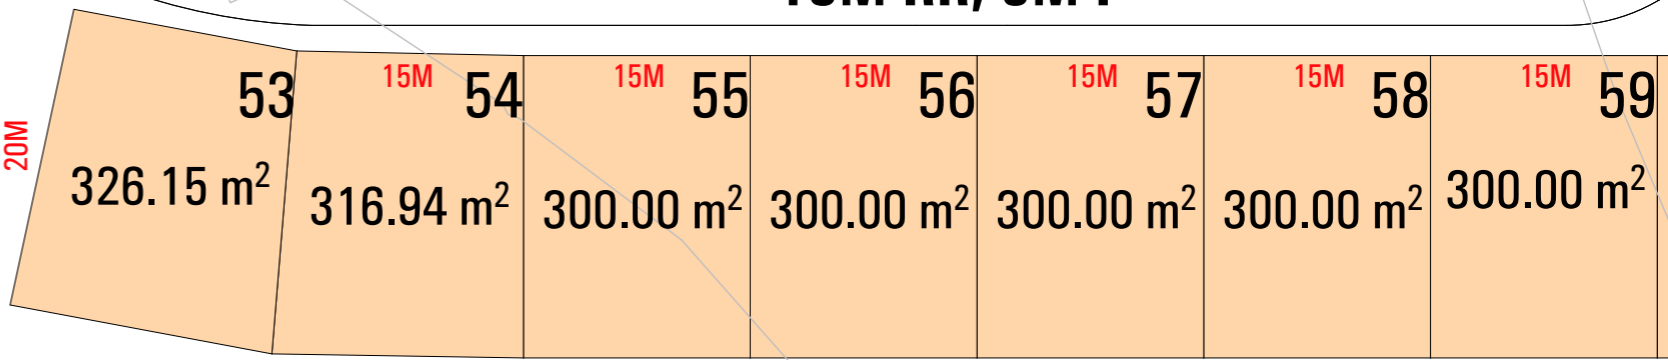 53
15M 54
15M 55
15M 56
15M 57
15M 58
15M 59
20M
326.15 m²
316.94 m²
300.00 m²
300.00 m²
300.00 m²
300.00 m²
300.00 m²